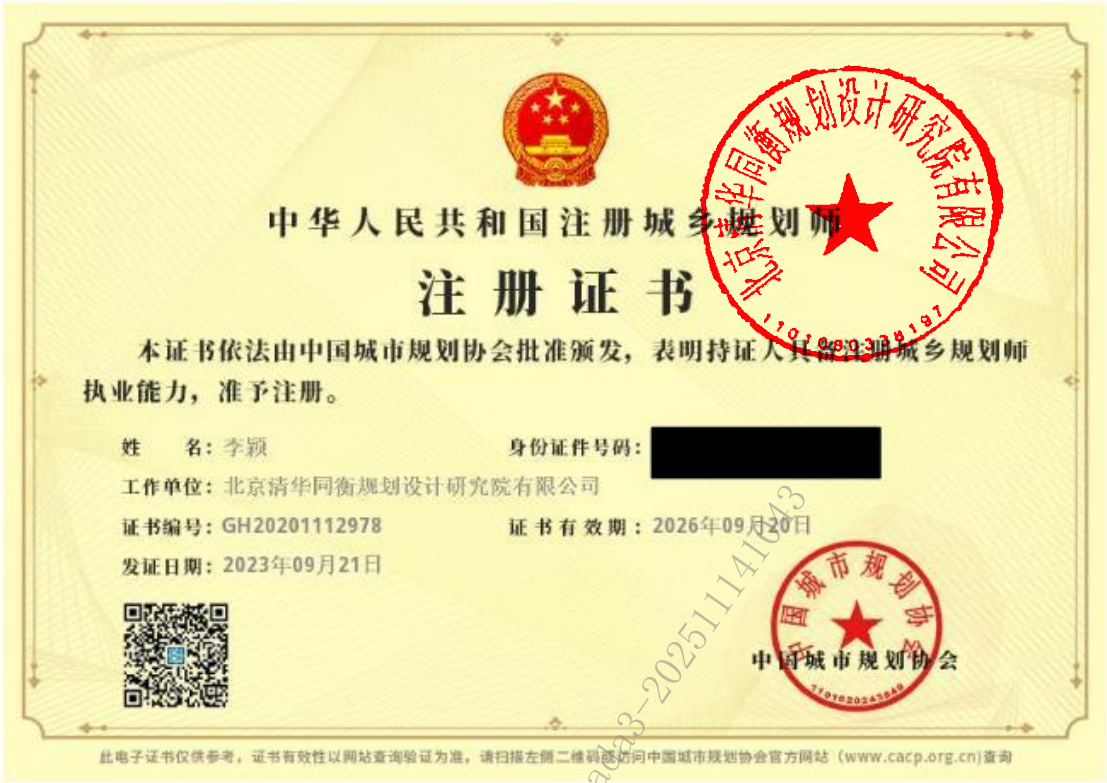 中华人民共和国注册城乡规划师
注册证书
本证书依法由中国城市规划协会批准颁发，表明持证人具备注册城乡规划师
执业能力，准予注册。
姓 名：李颖
身份证件号码：
工作单位：北京清华同衡规划设计研究院有限公司
证书编号：GH20201112978
证书有效期：2026年09月20日
发证日期：2023年09月21日
中国城市规划协会
此电子证书仅供参考，证书有效性以网站查询验证为准，请扫描左侧二维码或访问中国城市规划协会官方网站（www.cacp.org.cn)查询
北京清华同衡规划设计研究院有限公司
1101080338197
中国城市规划协会
1101020243849
ada3-202511141043